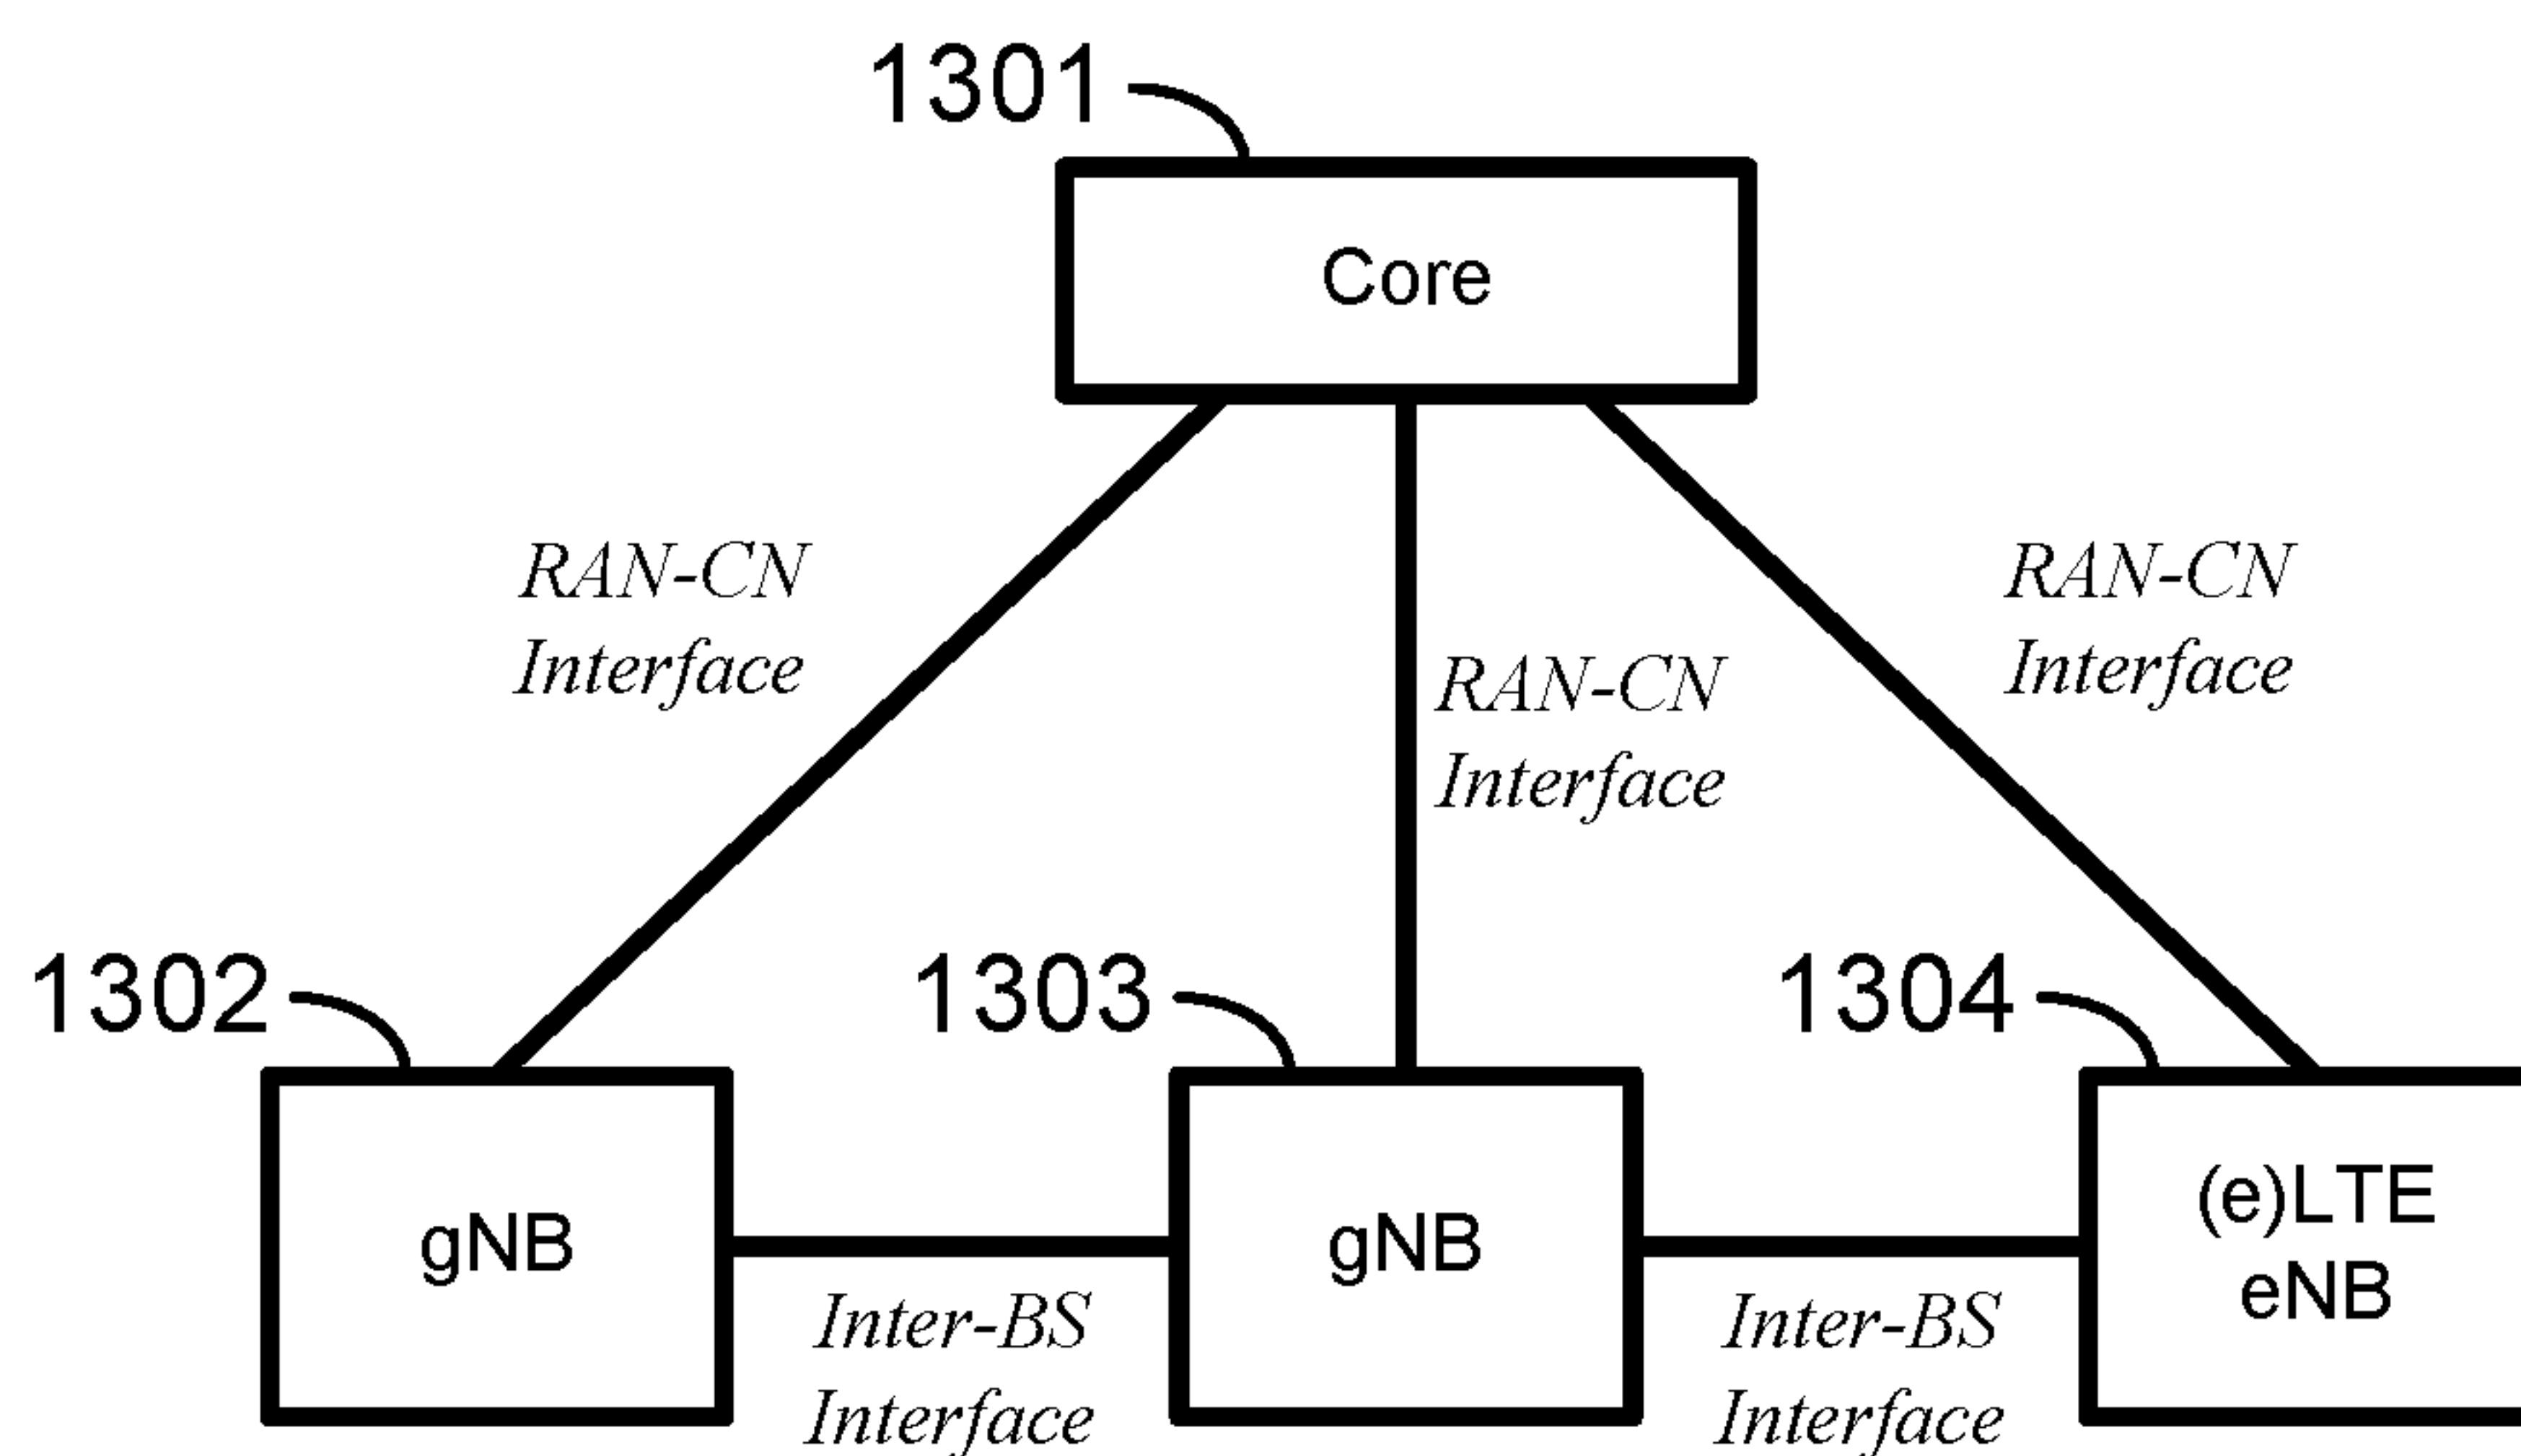 1301
Core
RAN-CN
Interface
RAN-CN
Interface
RAN-CN
Interface
1302
1303
1304
gNB
gNB
(e)LTE
eNB
Inter-BS
Interface
Inter-BS
Interface